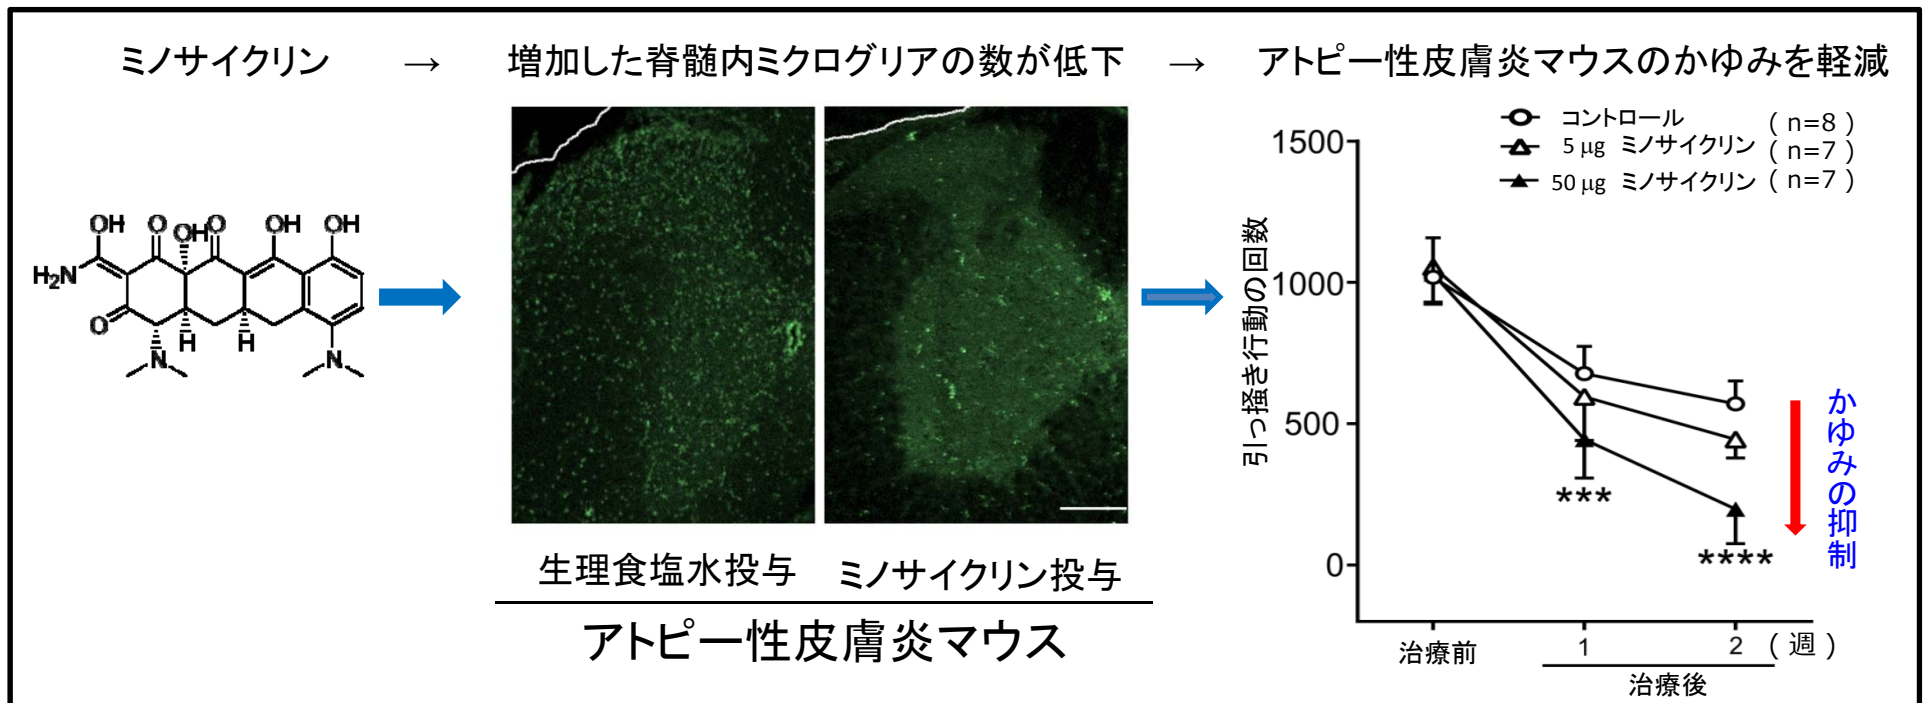 ミノサイクリン → 増加した脊髄内ミクログリアの数が低下 → アトピー性皮膚炎マウスのかゆみを軽減
OH O OH O OH OH
H₂N
O
H H
N N
生理食塩水投与 ミノサイクリン投与
アトピー性皮膚炎マウス
コントロール ( n=8 )
5 μg ミノサイクリン ( n=7 )
50 μg ミノサイクリン ( n=7 )
引っ掻き行動の回数
1500
1000
500
0
***
****
かゆみの抑制
治療前 1 2 (週)
治療後